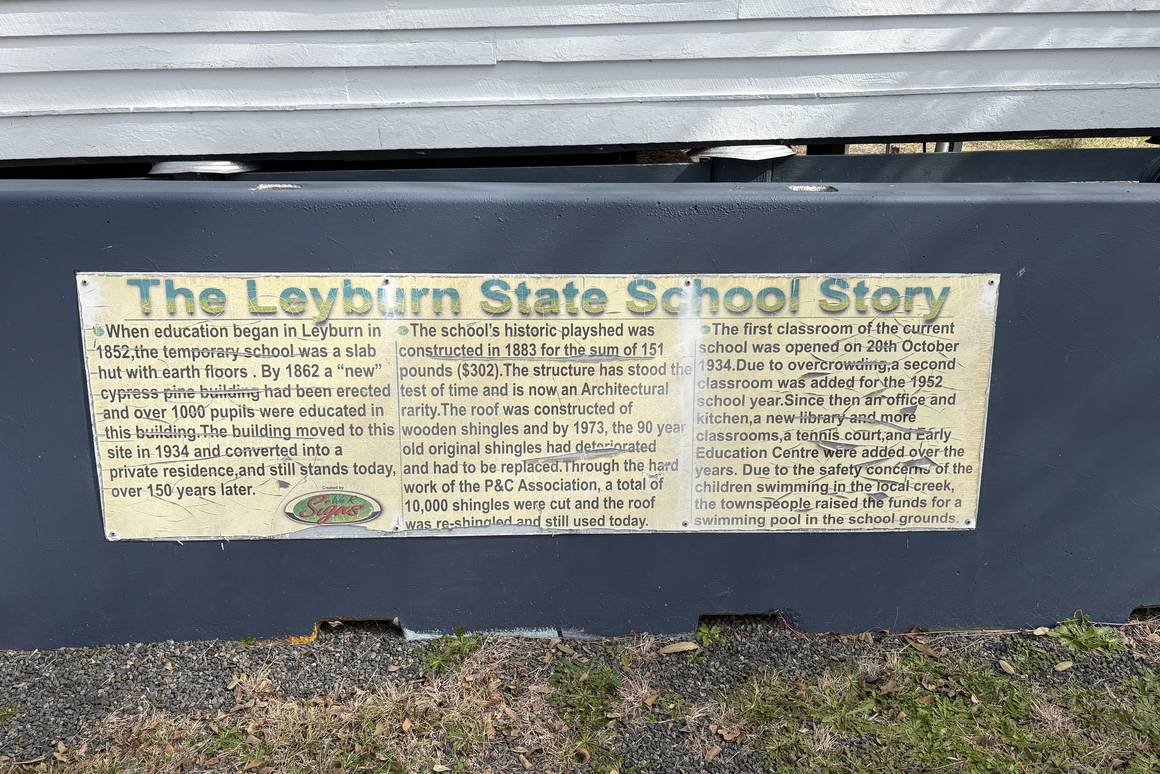 The Leyburn State School Story
When education began in Leyburn in
1852,the temporary school was a slab
hut with earth floors . By 1862 a “new”
cypress pine building had been erected
and over 1000 pupils were educated in
this building.The building moved to this
site in 1934 and converted into a
private residence,and still stands today,
over 150 years later.
Created by
Signs
The school's historic playshed was
constructed in 1883 for the sum of 151
pounds ($302).The structure has stood the
test of time and is now an Architectural
rarity.The roof was constructed of
wooden shingles and by 1973, the 90 year
old original shingles had deteriorated
and had to be replaced.Through the hard
work of the P&C Association, a total of
10,000 shingles were cut and the roof
was re-shingled and still used today.
The first classroom of the current
school was opened on 20th October
1934.Due to overcrowding,a second
classroom was added for the 1952
school year.Since then an office and
kitchen,a new library and more
classrooms,a tennis court,and Early
Education Centre were added over the
years. Due to the safety concerns of the
children swimming in the local creek,
the townspeople raised the funds for a
swimming pool in the school grounds.